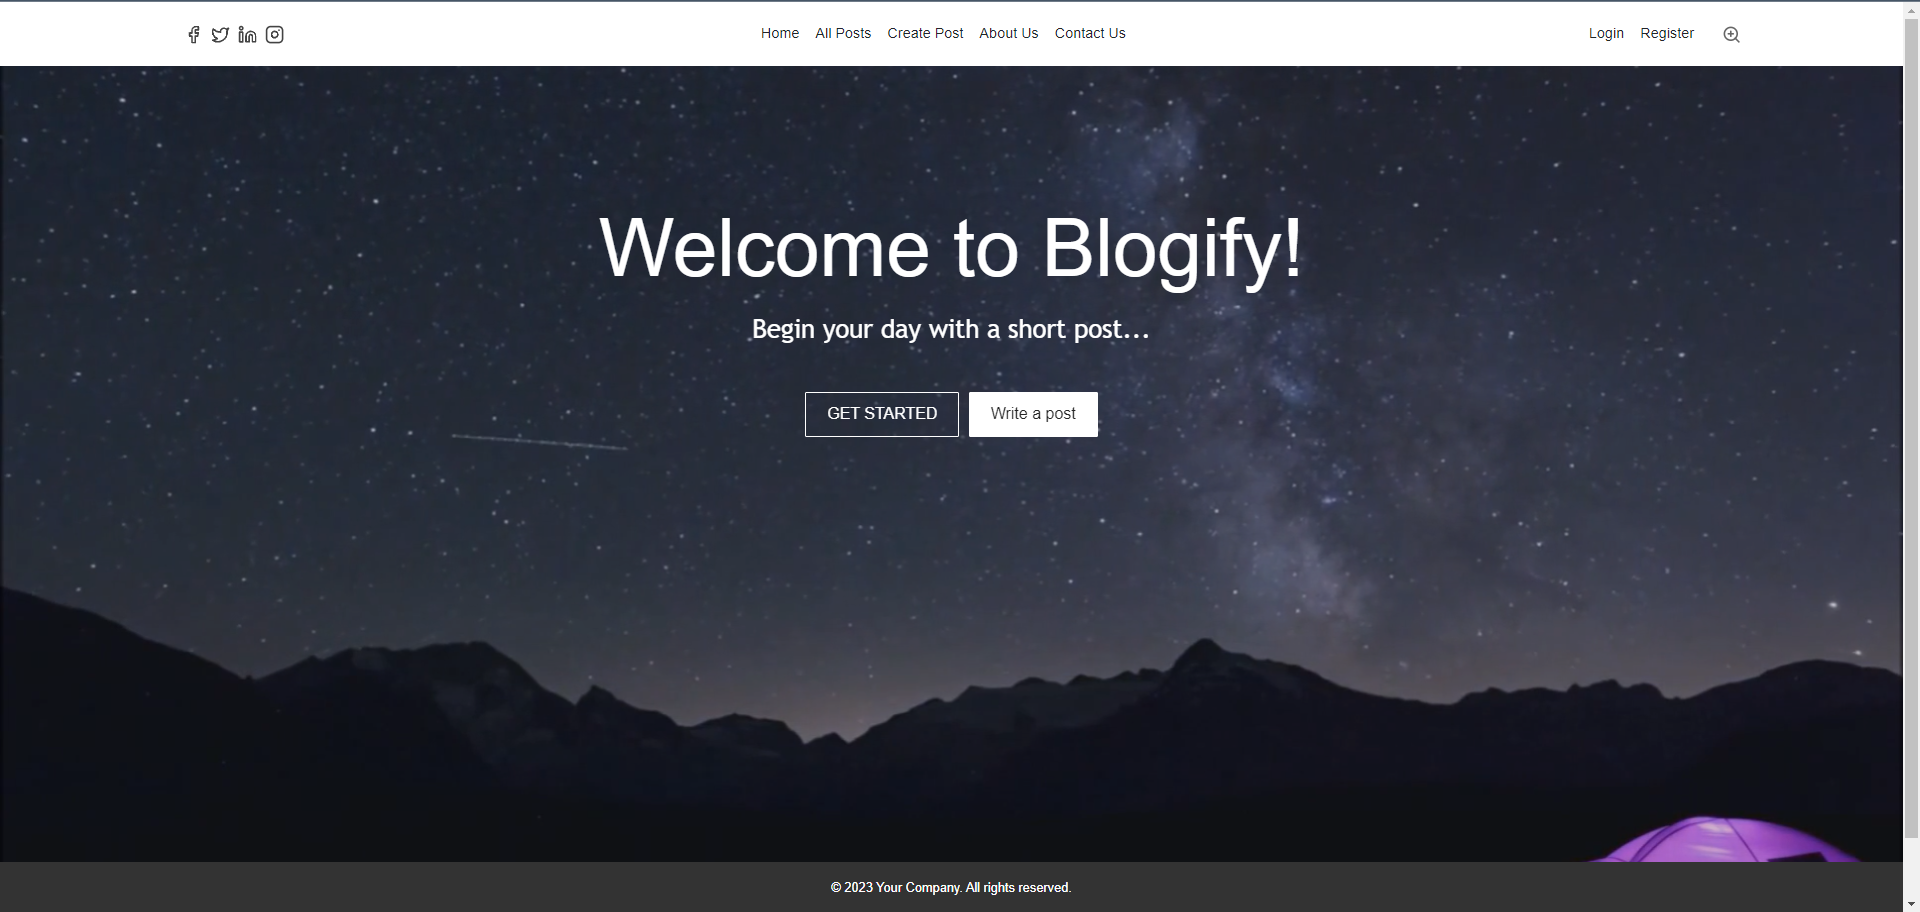 Home All Posts Create Post About Us Contact Us Login Register
Welcome to Blogify!
Begin your day with a short post...
GET STARTED Write a post
© 2023 Your Company. All rights reserved.